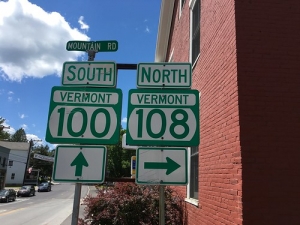 MOUNTAIN RD
SOUTH NORTH
VERMONT VERMONT
100 108